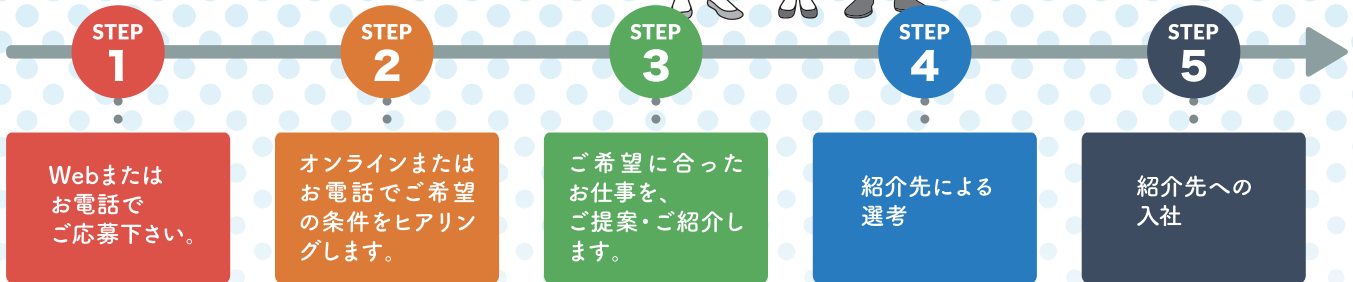 STEP
1
Webまたは
お電話で
ご応募下さい。
STEP
2
オンラインまたは
お電話でご希望
の条件をヒアリン
グします。
STEP
3
ご希望に合った
お仕事を、
ご提案・ご紹介し
ます。
STEP
4
紹介先による
選考
STEP
5
紹介先への
入社